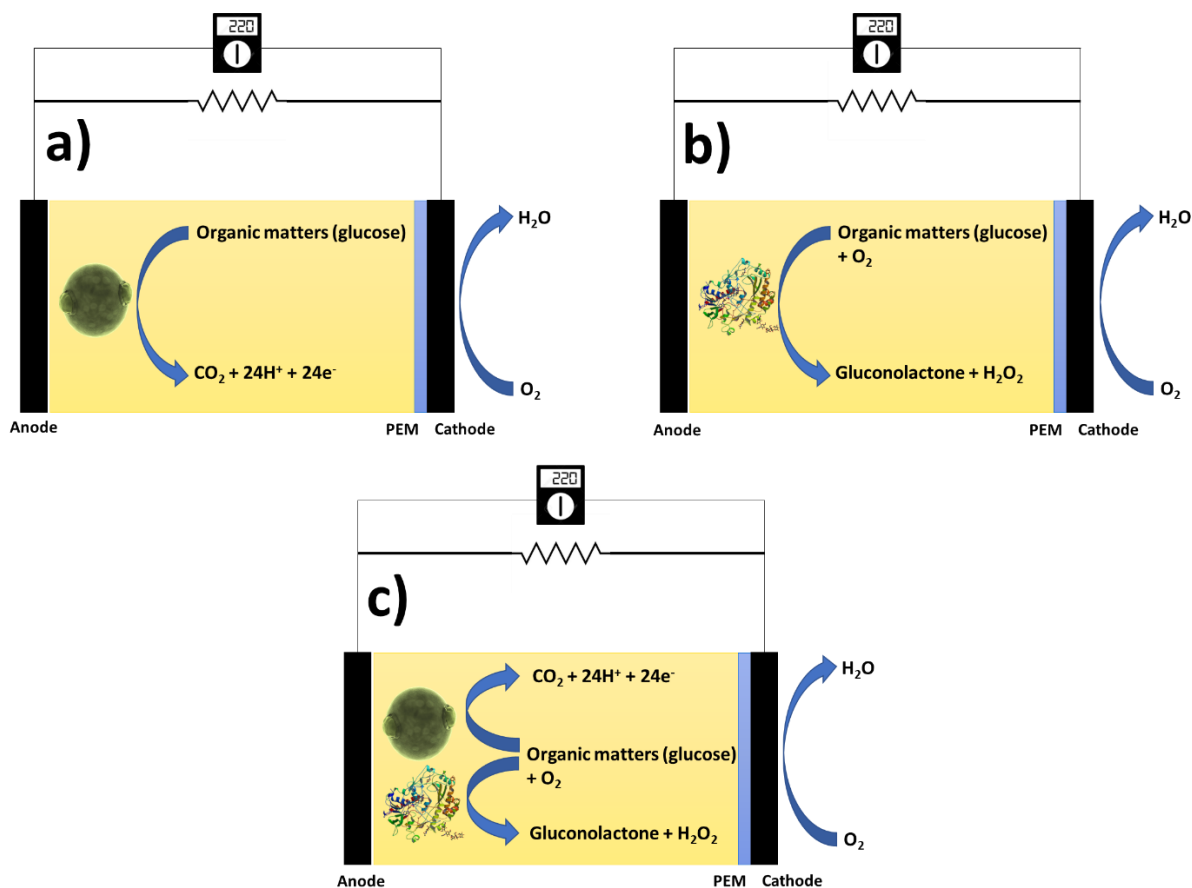 220
a)
Organic matters (glucose)
CO₂ + 24H⁺ + 24e⁻
H₂O
O₂
Anode
PEM
Cathode
220
b)
Organic matters (glucose)
+ O₂
Gluconolactone + H₂O₂
H₂O
O₂
Anode
PEM
Cathode
220
c)
CO₂ + 24H⁺ + 24e⁻
Organic matters (glucose)
+ O₂
Gluconolactone + H₂O₂
H₂O
O₂
Anode
PEM
Cathode